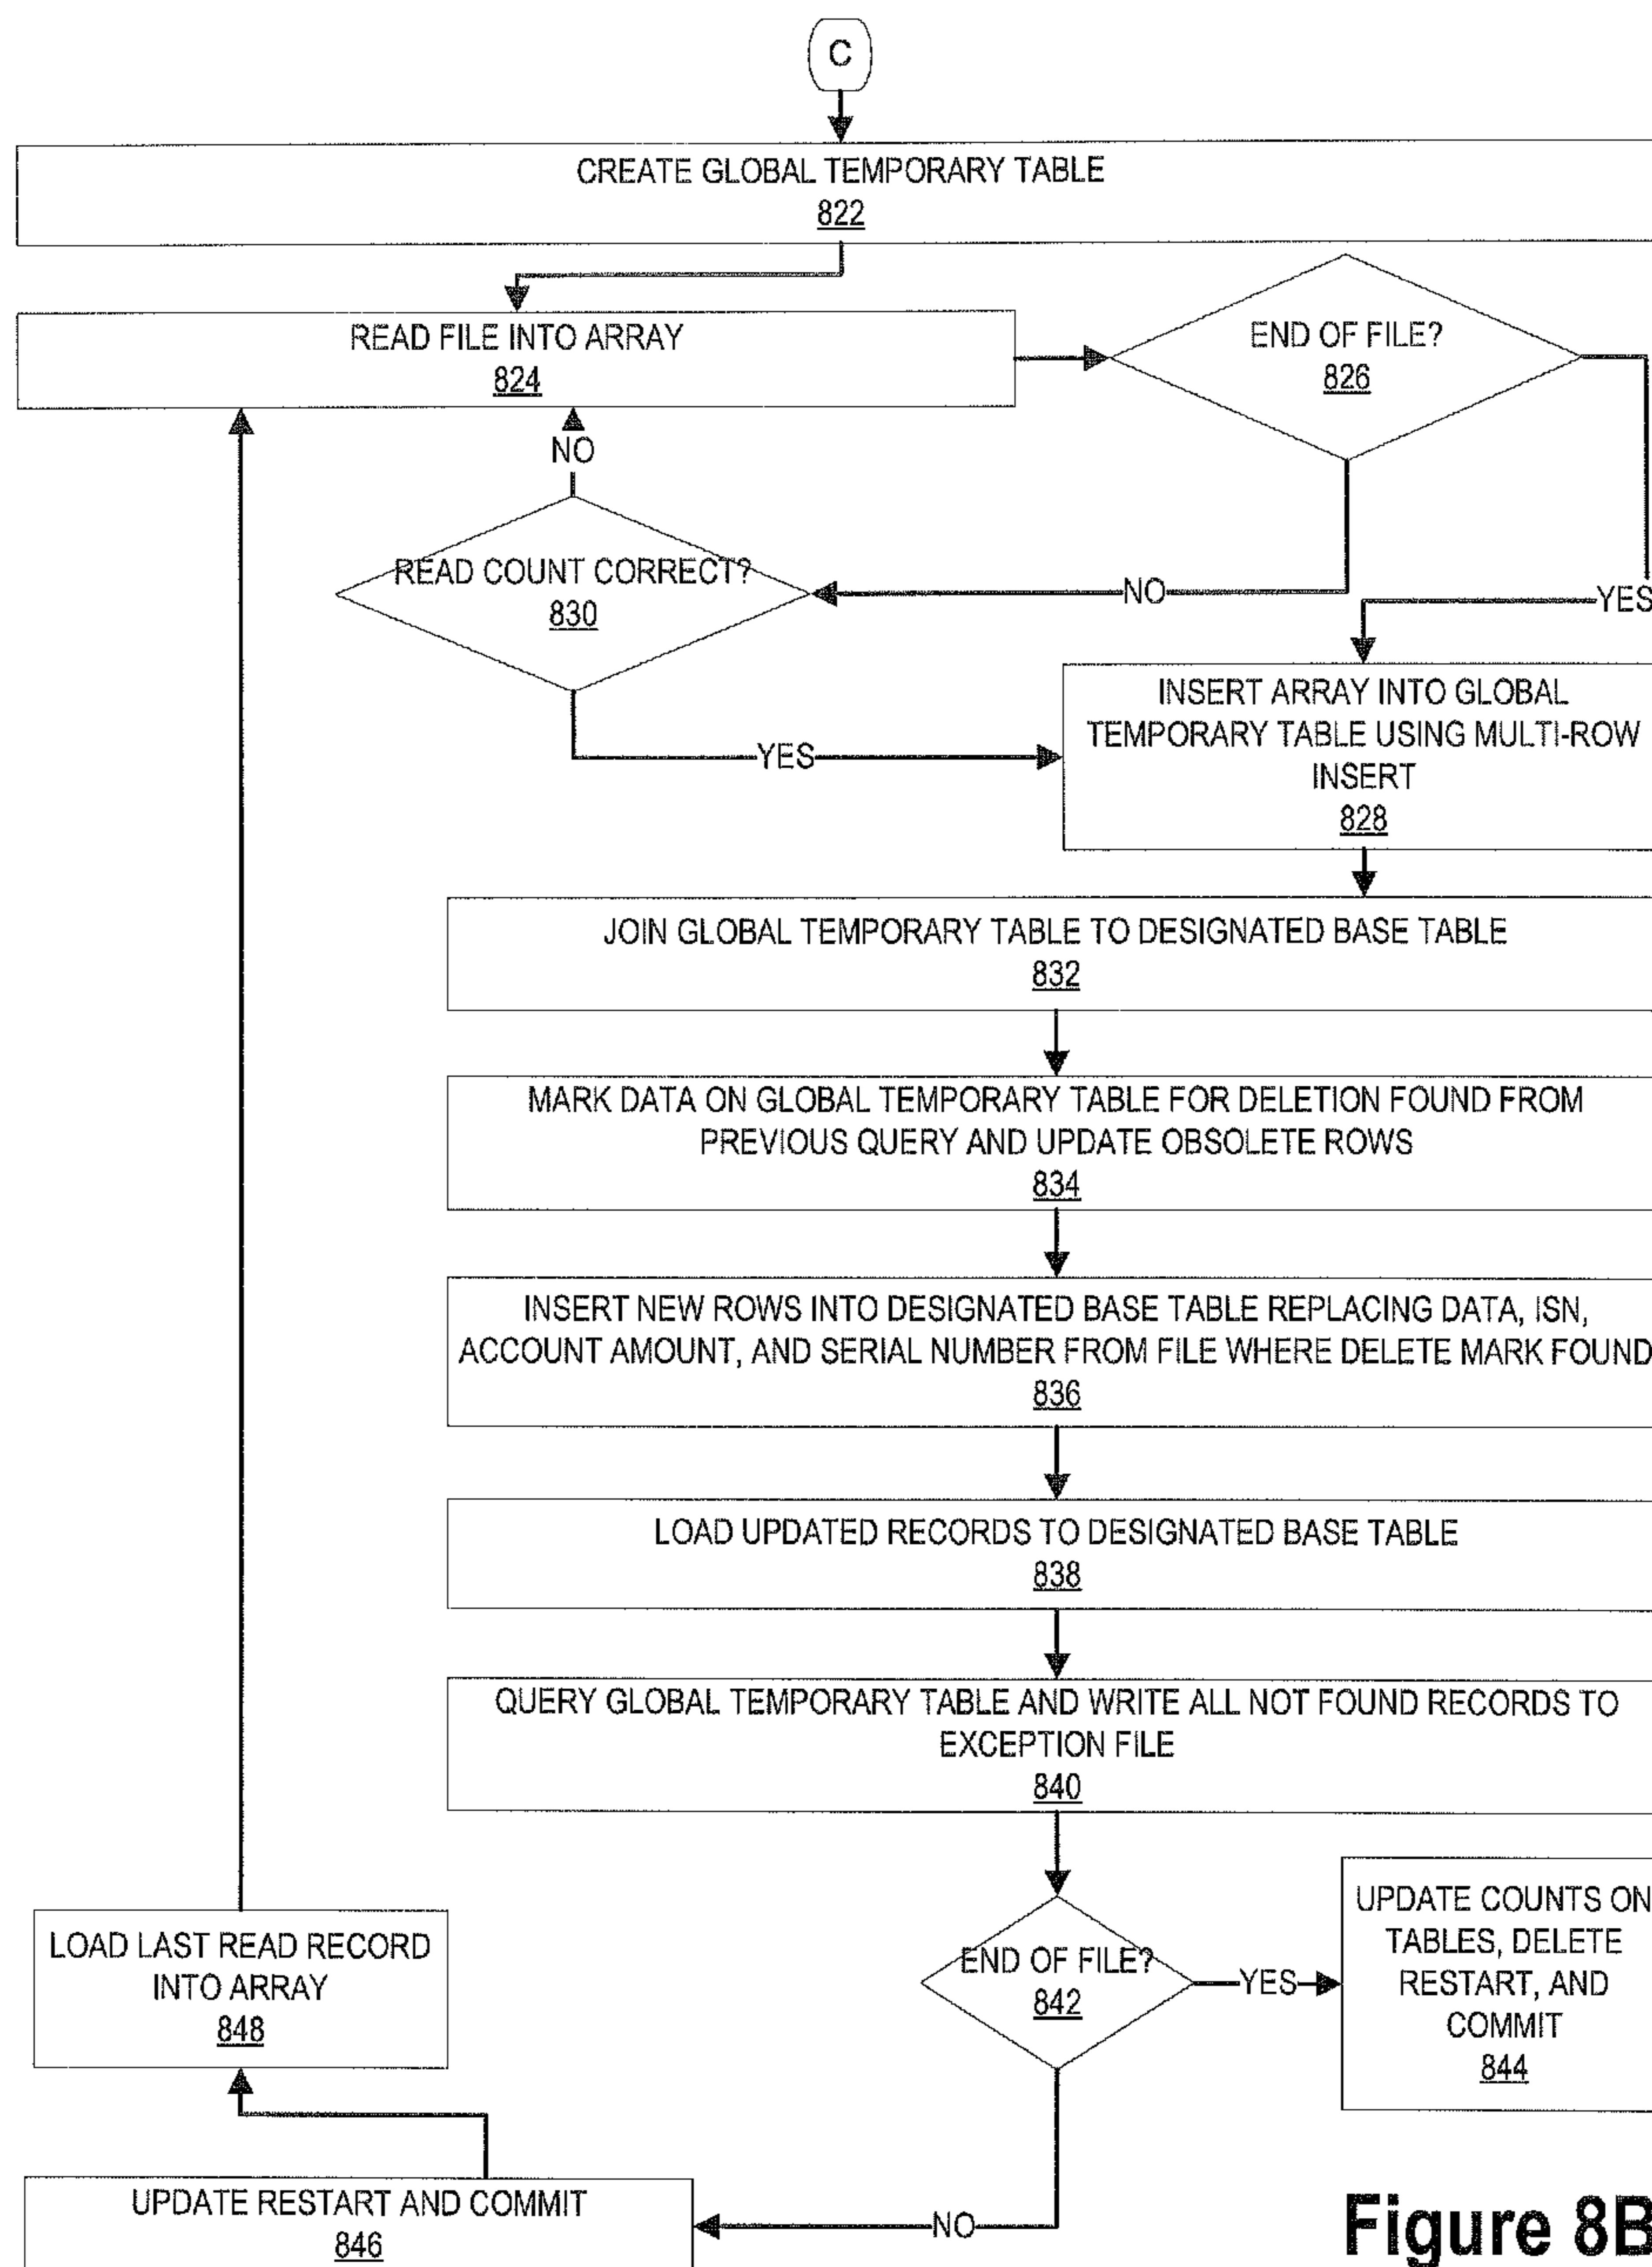 C
CREATE GLOBAL TEMPORARY TABLE
822
READ FILE INTO ARRAY
824
END OF FILE?
826
NO
READ COUNT CORRECT?
830
NO
YES
INSERT ARRAY INTO GLOBAL
TEMPORARY TABLE USING MULTI-ROW
INSERT
828
YES
JOIN GLOBAL TEMPORARY TABLE TO DESIGNATED BASE TABLE
832
MARK DATA ON GLOBAL TEMPORARY TABLE FOR DELETION FOUND FROM
PREVIOUS QUERY AND UPDATE OBSOLETE ROWS
834
INSERT NEW ROWS INTO DESIGNATED BASE TABLE REPLACING DATA, ISN,
ACCOUNT AMOUNT, AND SERIAL NUMBER FROM FILE WHERE DELETE MARK FOUND
836
LOAD UPDATED RECORDS TO DESIGNATED BASE TABLE
838
QUERY GLOBAL TEMPORARY TABLE AND WRITE ALL NOT FOUND RECORDS TO
EXCEPTION FILE
840
END OF FILE?
842
YES
UPDATE COUNTS ON
TABLES, DELETE
RESTART, AND
COMMIT
844
LOAD LAST READ RECORD
INTO ARRAY
848
UPDATE RESTART AND COMMIT
846
NO
Figure 8B